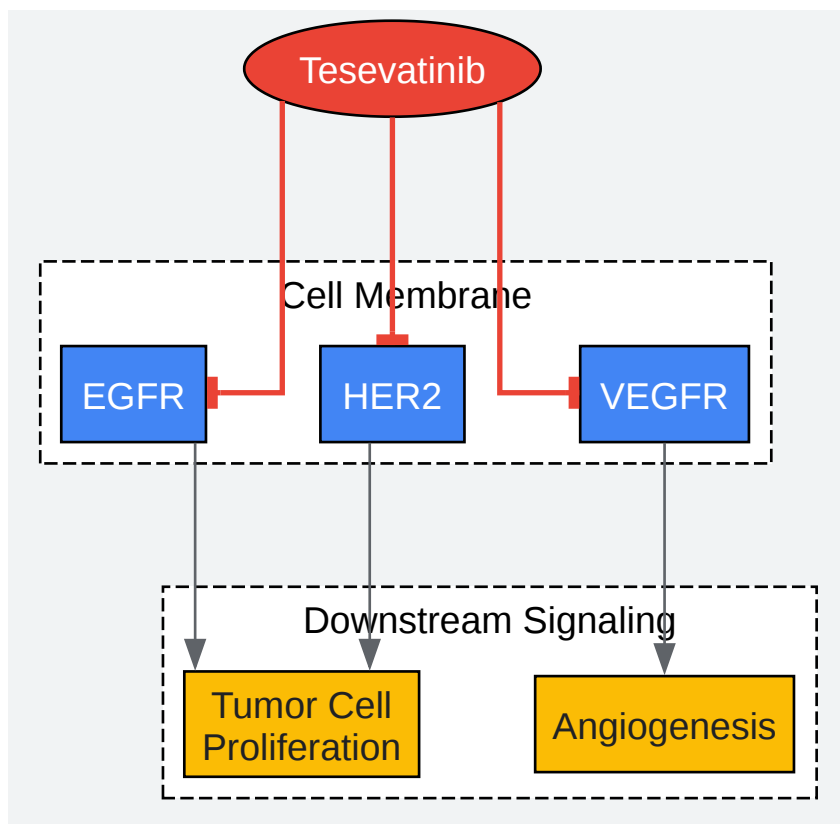 Tesevatinib
Cell Membrane
EGFR
HER2
VEGFR
Downstream Signaling
Tumor Cell
Proliferation
Angiogenesis